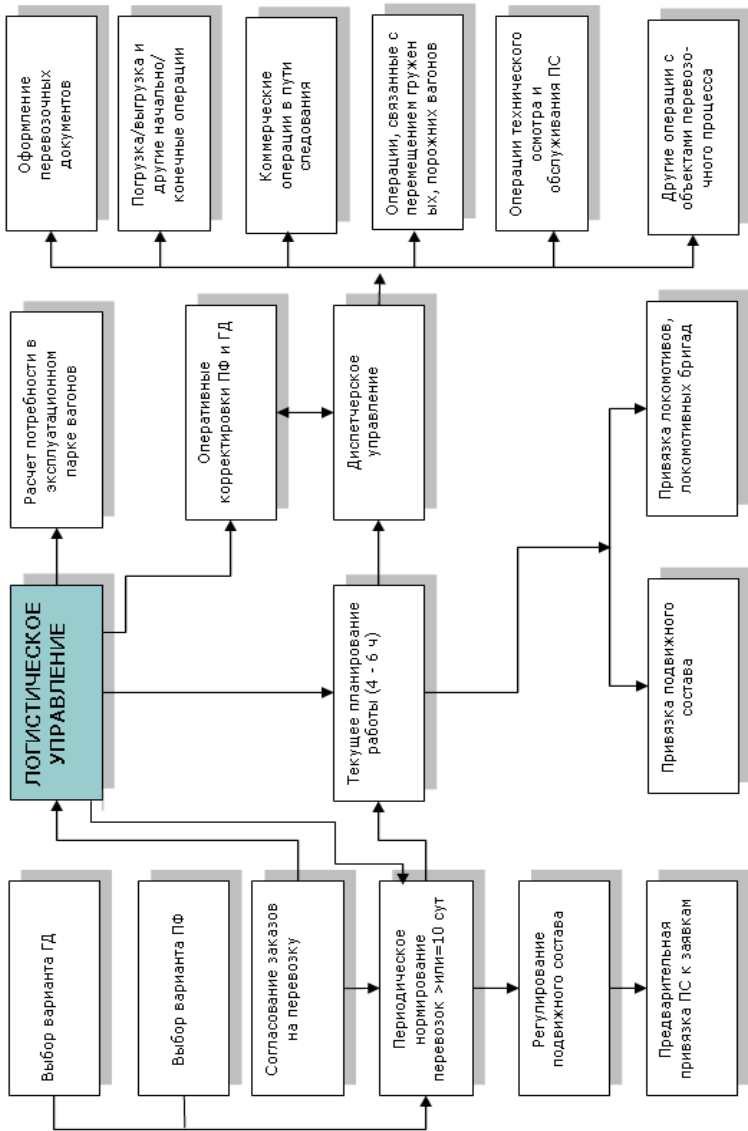 Выбор варианта ГД
Выбор варианта ПФ
Согласование заказов
на перевозку
Периодическое
нормирование
перевозок >или=10 сут
Регулирование
подвижного состава
Предварительная
привязка ПС к заявкам
ЛОГИСТИЧЕСКОЕ
УПРАВЛЕНИЕ
Текущее планирование
работы (4 - 6 ч)
Привязка подвижного
состава
Расчет потребности в
эксплуатационном
парке вагонов
Оперативные
корректировки ПФ и ГД
Диспетчерское
управление
Привязка локомотивов,
локомотивных бригад
Оформление
перевозочных
документов
Погрузка/выгрузка и
другие начально/
конечные операции
Коммерческие
операции в пути
следования
Операции, связанные с
перемещением гружен
ых, порожних вагонов
Операции технического
осмотра и
обслуживания ПС
Другие операции с
объектами перевозо-
чного процесса